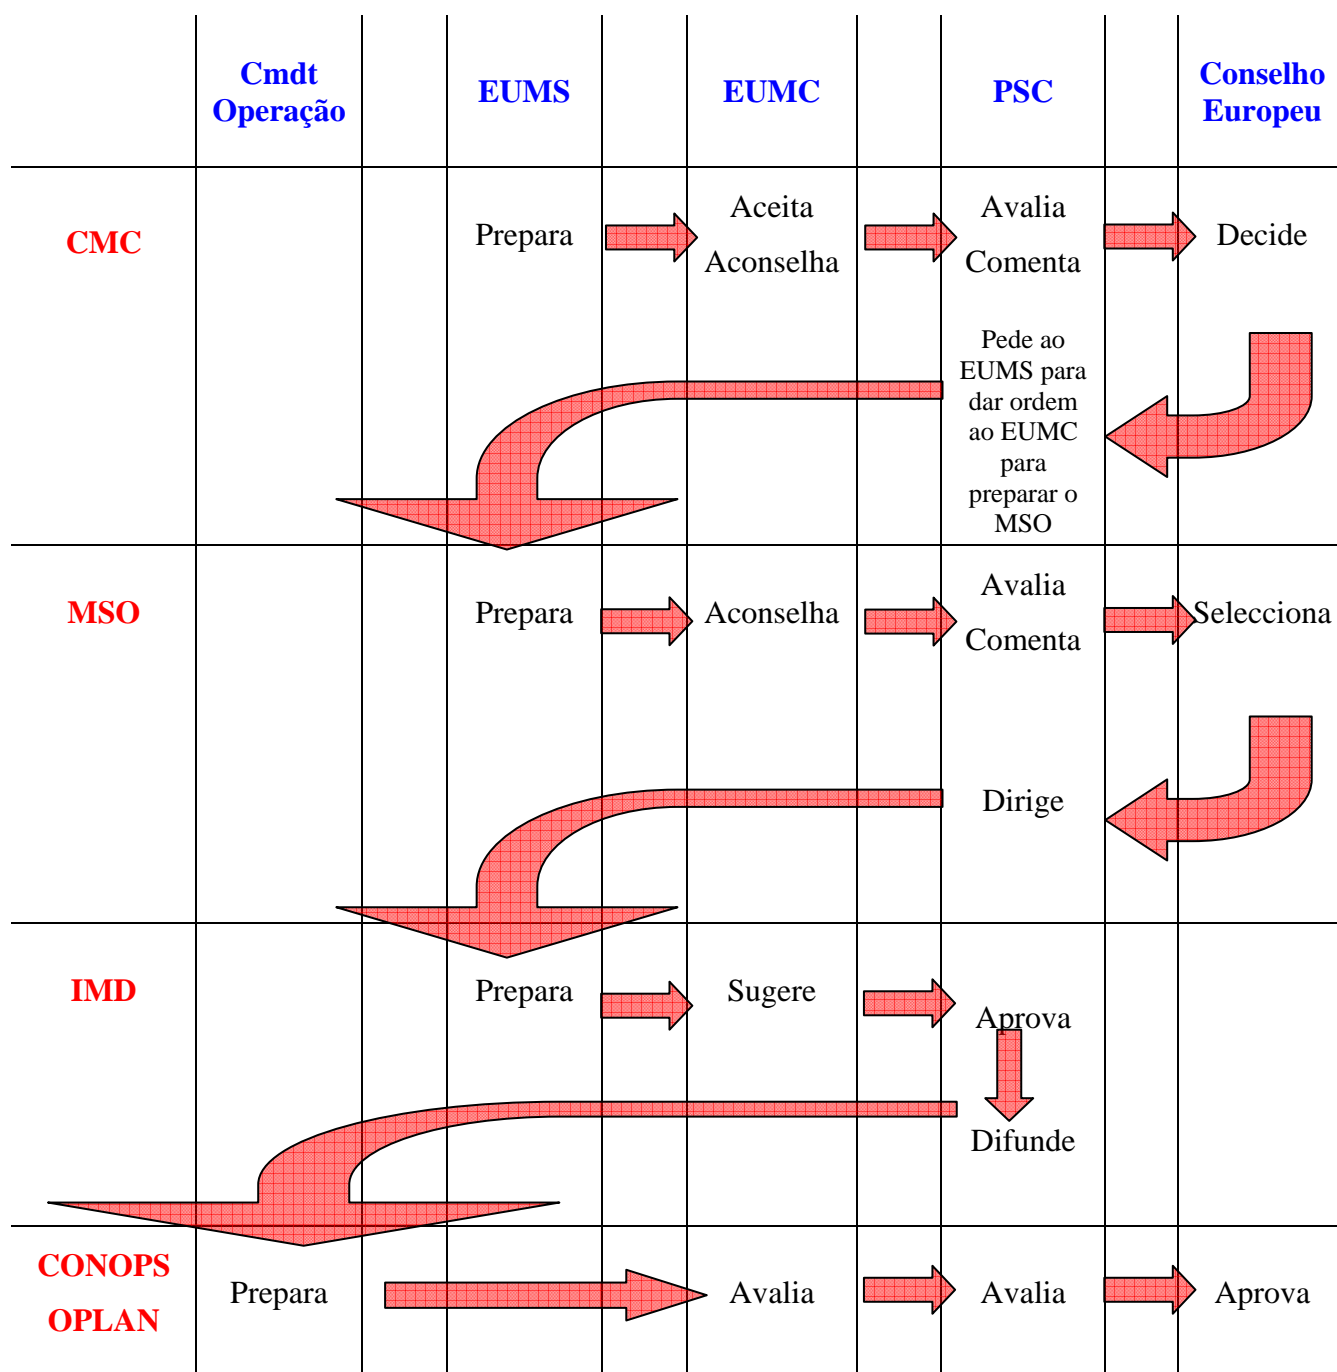 Cmdt
Operação
EUMS
EUMC
PSC
Conselho
Europeu
CMC
Prepara
Aceita
Aconselha
Avalia
Comenta
Decide
Pede ao
EUMS para
dar ordem
ao EUMC
para
preparar o
MSO
MSO
Prepara
Aconselha
Avalia
Comenta
Selecciona
Dirige
IMD
Prepara
Sugere
Aprova
Difunde
CONOPS
OPLAN
Prepara
Avalia
Avalia
Aprova